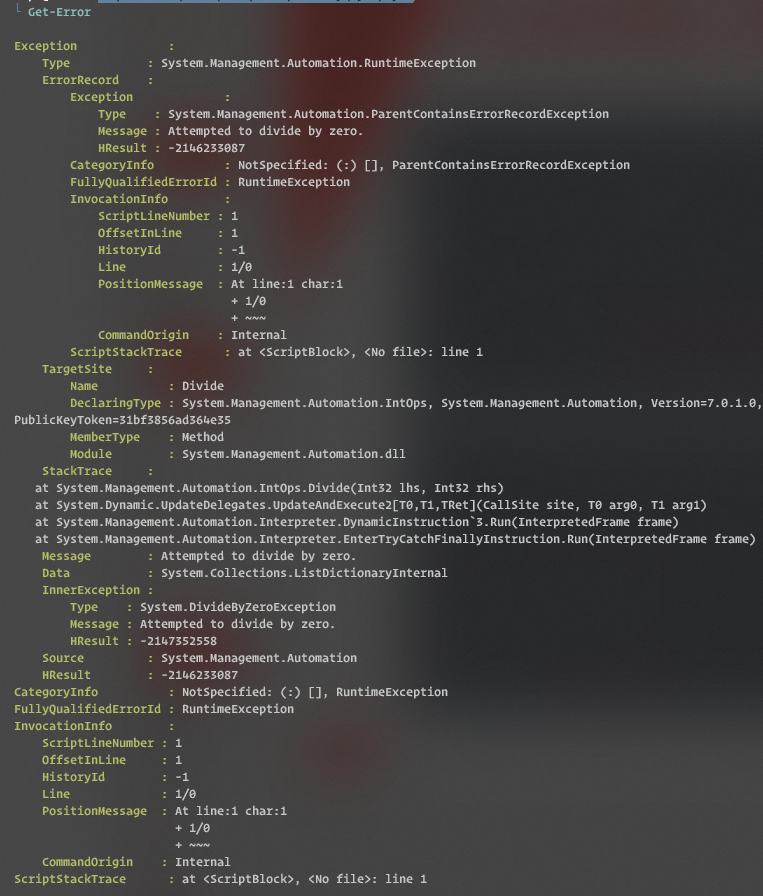 └ Get-Error
Exception             :
    Type           : System.Management.Automation.RuntimeException
    ErrorRecord    :
        Exception             :
            Type    : System.Management.Automation.ParentContainsErrorRecordException
            Message : Attempted to divide by zero.
            HResult : -2146233087
        CategoryInfo          : NotSpecified: (:) [], ParentContainsErrorRecordException
        FullyQualifiedErrorId : RuntimeException
        InvocationInfo        :
            ScriptLineNumber : 1
            OffsetInLine     : 1
            HistoryId        : -1
            Line             : 1/0
            PositionMessage  : At line:1 char:1
                               + 1/0
                               + ~~~
            CommandOrigin    : Internal
        ScriptStackTrace      : at <ScriptBlock>, <No file>: line 1
    TargetSite     :
        Name          : Divide
        DeclaringType : System.Management.Automation.IntOps, System.Management.Automation, Version=7.0.1.0,
PublicKeyToken=31bf3856ad364e35
        MemberType    : Method
        Module        : System.Management.Automation.dll
    StackTrace     :
   at System.Management.Automation.IntOps.Divide(Int32 lhs, Int32 rhs)
   at System.Dynamic.UpdateDelegates.UpdateAndExecute2[T0,T1,TRet](CallSite site, T0 arg0, T1 arg1)
   at System.Management.Automation.Interpreter.DynamicInstruction`3.Run(InterpretedFrame frame)
   at System.Management.Automation.Interpreter.EnterTryCatchFinallyInstruction.Run(InterpretedFrame frame)
    Message        : Attempted to divide by zero.
    Data           : System.Collections.ListDictionaryInternal
    InnerException :
        Type    : System.DivideByZeroException
        Message : Attempted to divide by zero.
        HResult : -2147352558
    Source         : System.Management.Automation
    HResult        : -2146233087
CategoryInfo          : NotSpecified: (:) [], RuntimeException
FullyQualifiedErrorId : RuntimeException
InvocationInfo        :
    ScriptLineNumber : 1
    OffsetInLine     : 1
    HistoryId        : -1
    Line             : 1/0
    PositionMessage  : At line:1 char:1
                       + 1/0
                       + ~~~
    CommandOrigin    : Internal
ScriptStackTrace      : at <ScriptBlock>, <No file>: line 1